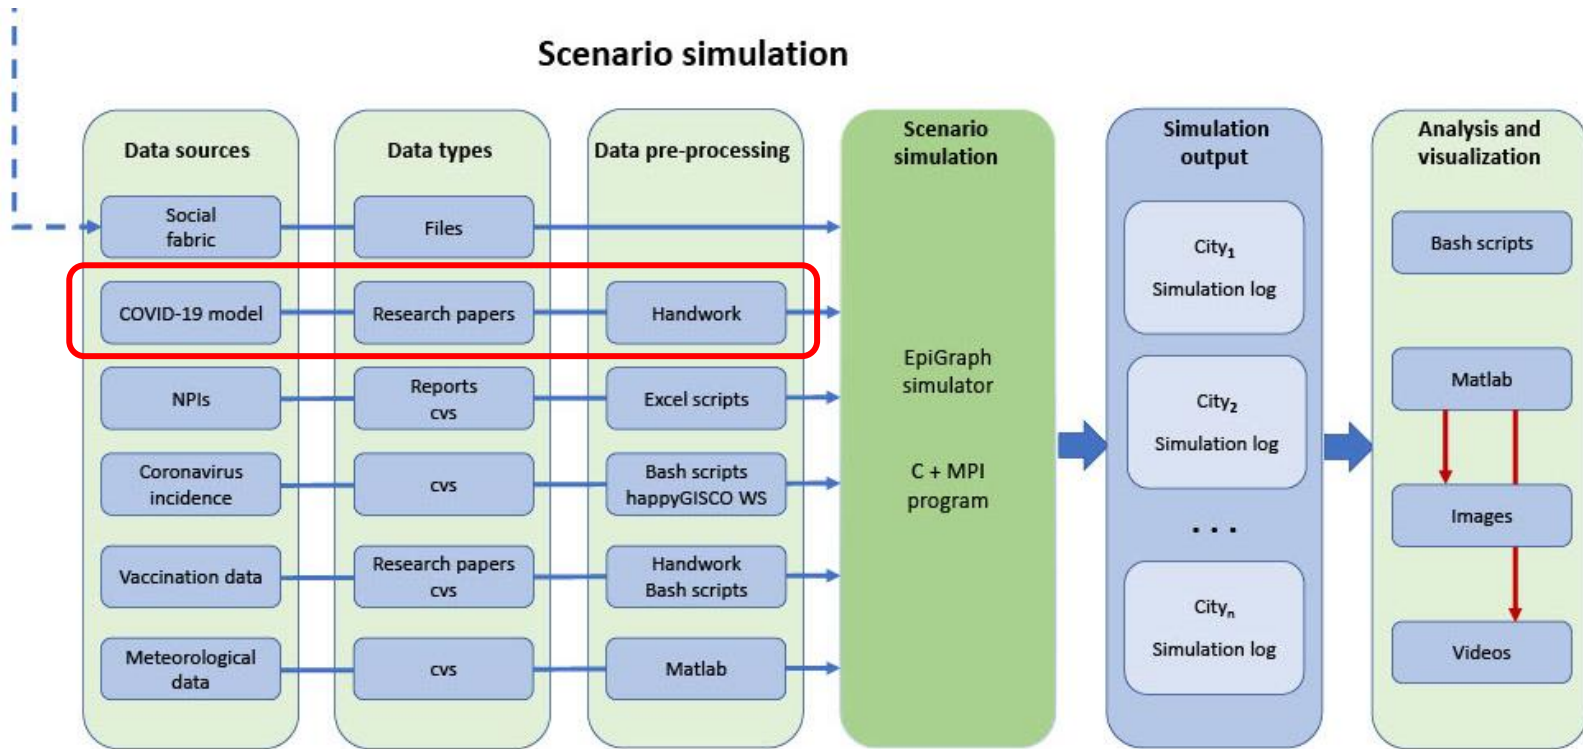 Scenario simulation
Data sources
Social
fabric
COVID-19 model
NPIs
Coronavirus
incidence
Vaccination data
Meteorological
data
Data types
Files
Research papers
Reports
cvs
cvs
Research papers
cvs
cvs
Data pre-processing
Handwork
Excel scripts
Bash scripts
happyGISCO WS
Handwork
Bash scripts
Matlab
Scenario
simulation
EpiGraph
simulator
C + MPI
program
Simulation
output
City1
Simulation log
City2
Simulation log
. . .
Cityn
Simulation log
Analysis and
visualization
Bash scripts
Matlab
Images
Videos